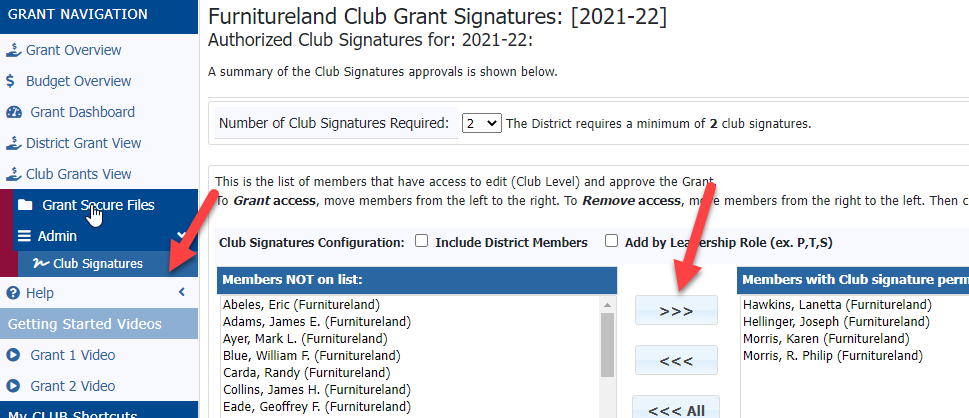 GRANT NAVIGATION
Grant Overview
Budget Overview
Grant Dashboard
District Grant View
Club Grants View
Grant Secure Files
Admin
Club Signatures
Help
Getting Started Videos
Grant 1 Video
Grant 2 Video
My CLUB Shortcuts
Furnitureland Club Grant Signatures: [2021-22]
Authorized Club Signatures for: 2021-22:
A summary of the Club Signatures approvals is shown below.
Number of Club Signatures Required: 2 The District requires a minimum of 2 club signatures.
This is the list of members that have access to edit (Club Level) and approve the Grant.
To Grant access, move members from the left to the right. To Remove access, move members from the right to the left. Then c
Club Signatures Configuration: Include District Members Add by Leadership Role (ex. P,T,S)
Members NOT on list:
Abeles, Eric (Furnitureland)
Adams, James E. (Furnitureland)
Ayer, Mark L. (Furnitureland)
Blue, William F. (Furnitureland)
Carda, Randy (Furnitureland)
Collins, James H. (Furnitureland)
Eade, Geoffrey F. (Furnitureland)
>>>
<<<
<<< All
Members with Club signature perm
Hawkins, Lanetta (Furnitureland)
Hellinger, Joseph (Furnitureland)
Morris, Karen (Furnitureland)
Morris, R. Philip (Furnitureland)